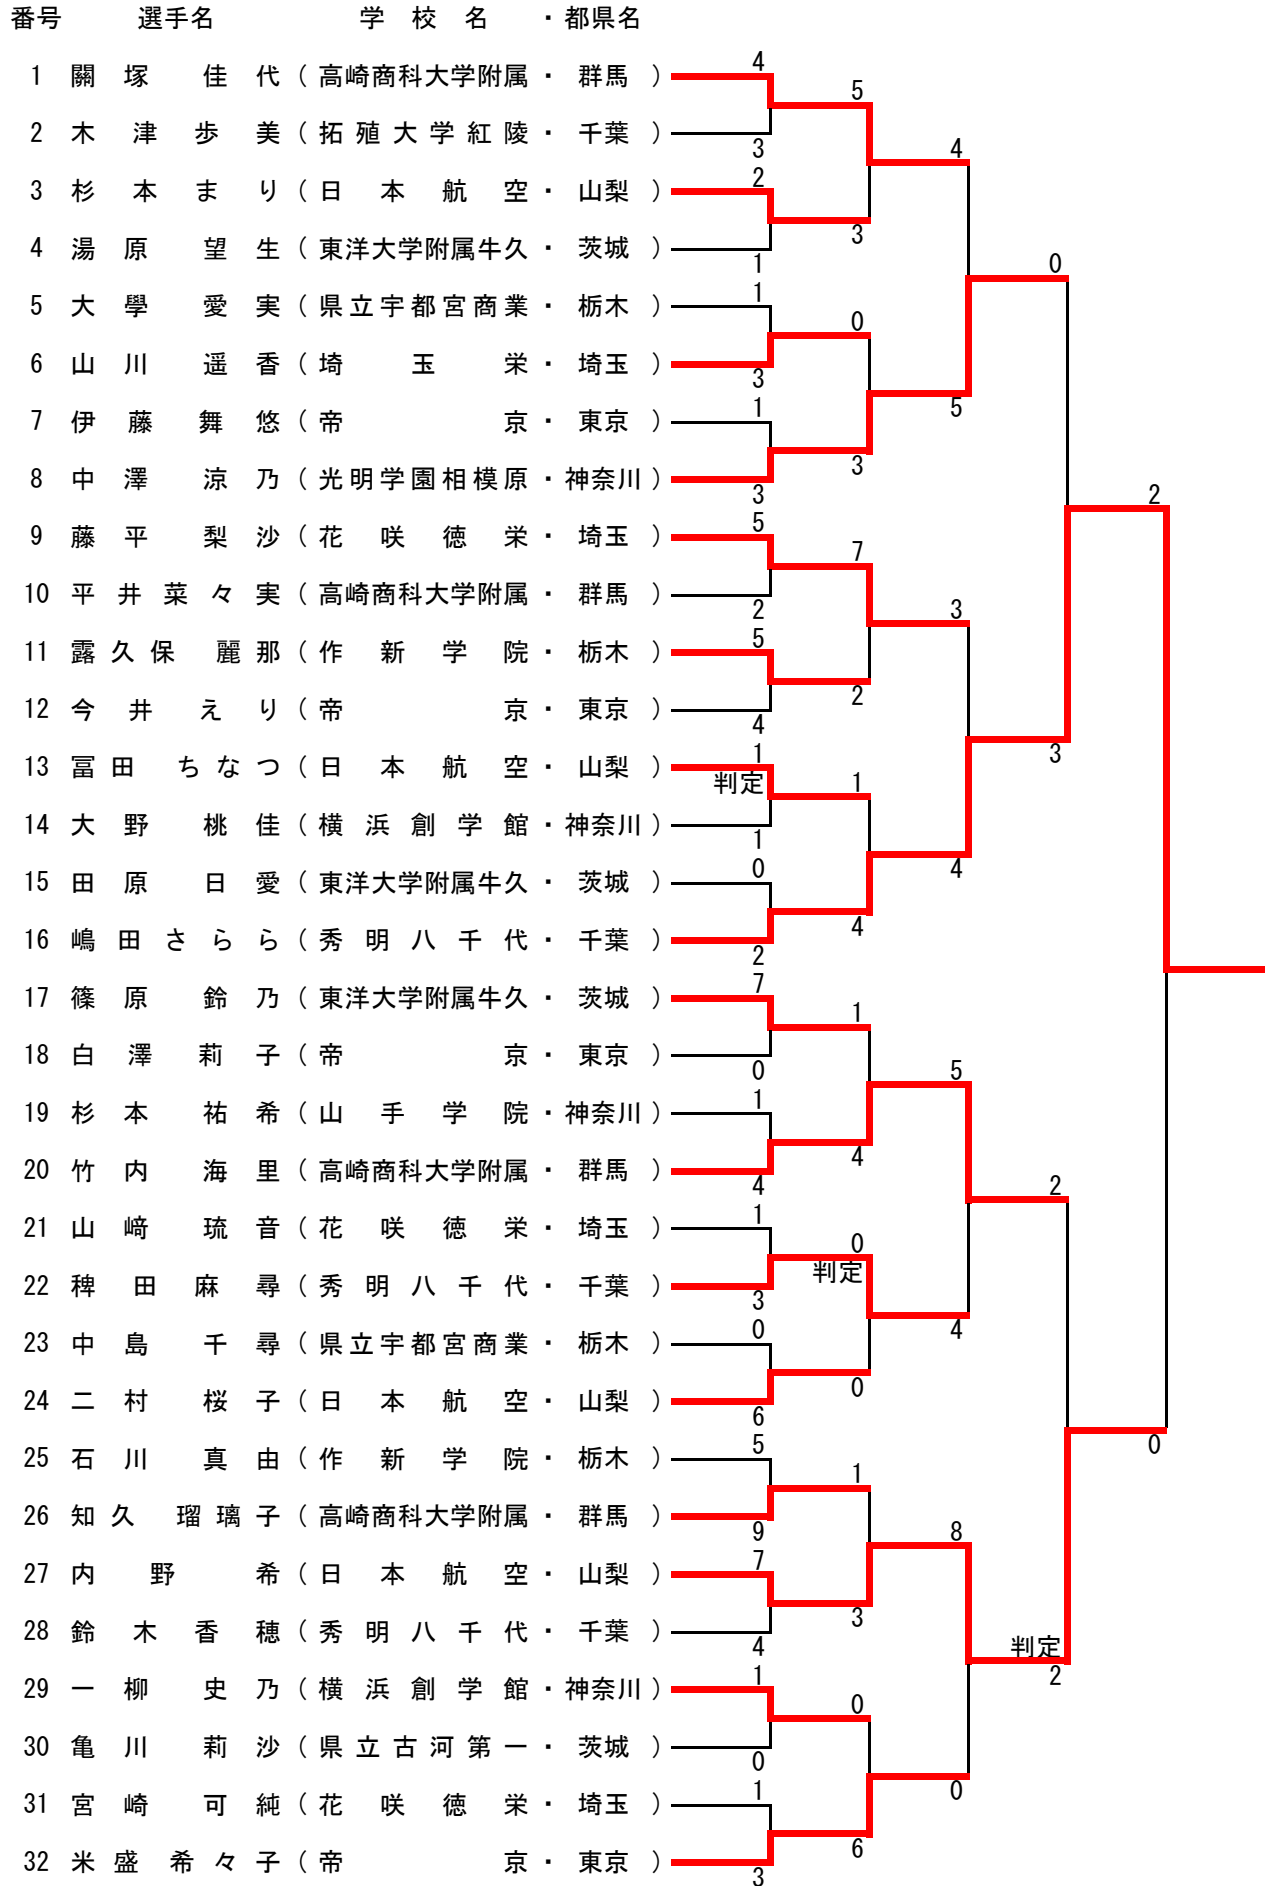 番号 選手名 学校名 ・都県名
4
1 關塚 佳代 ( 高崎商科大学附属 ・ 群馬 )
5
2 木津歩美 ( 拓殖大学紅陵 ・ 千葉 )
3 4
2
3 杉本まり ( 日本航空 ・ 山梨 )
3
4 湯原 望生 ( 東洋大学附属牛久 ・ 茨城 )
1 0
1
5 大學 愛実 ( 県立宇都宮商業 ・ 栃木 )
0
6 山川 遥香 ( 埼玉栄 ・ 埼玉 )
3
1 5
7 伊藤舞悠 ( 帝京 ・ 東京 )
3
8 中澤 涼乃 ( 光明学園相模原 ・ 神奈川 )
3 2
5
9 藤平 梨沙 ( 花咲徳栄 ・ 埼玉 )
7
10 平井菜々実 ( 高崎商科大学附属 ・ 群馬 )
2 3
5
11 露久保 麗那 ( 作新学院 ・ 栃木 )
2
12 今井えり ( 帝京 ・ 東京 )
4
1 3
13 冨田 ちなつ ( 日本航空 ・ 山梨 )
判定 1
14 大野 桃佳 ( 横浜創学館 ・ 神奈川 )
1
0 4
15 田原 日愛 ( 東洋大学附属牛久 ・ 茨城 )
4
16 嶋田さらら ( 秀明八千代 ・ 千葉 )
2
7
17 篠原 鈴乃 ( 東洋大学附属牛久 ・ 茨城 )
1
18 白澤莉子 ( 帝京 ・ 東京 )
0 5
1
19 杉本 祐希 ( 山手学院 ・ 神奈川 )
4
20 竹内 海里 ( 高崎商科大学附属 ・ 群馬 )
4 2
1
21 山﨑 琉音 ( 花咲徳栄 ・ 埼玉 )
0
判定
22 稗田麻尋 ( 秀明八千代 ・ 千葉 )
3
0 4
23 中島 千尋 ( 県立宇都宮商業 ・ 栃木 )
0
24 二村 桜子 ( 日本航空 ・ 山梨 )
6
5 0
25 石川 真由 ( 作新学院 ・ 栃木 )
1
26 知久 瑠璃子 ( 高崎商科大学附属 ・ 群馬 )
9 8
7
27 内野 希 ( 日本航空 ・ 山梨 )
3
28 鈴木香穂 ( 秀明八千代 ・ 千葉 )
4 判定
1 2
29 一柳 史乃 ( 横浜創学館 ・ 神奈川 )
0
30 亀川 莉沙 ( 県立古河第一 ・ 茨城 )
0
1 0
31 宮崎 可純 ( 花咲徳栄 ・ 埼玉 )
6
32 米盛希々子 ( 帝京 ・ 東京 )
3